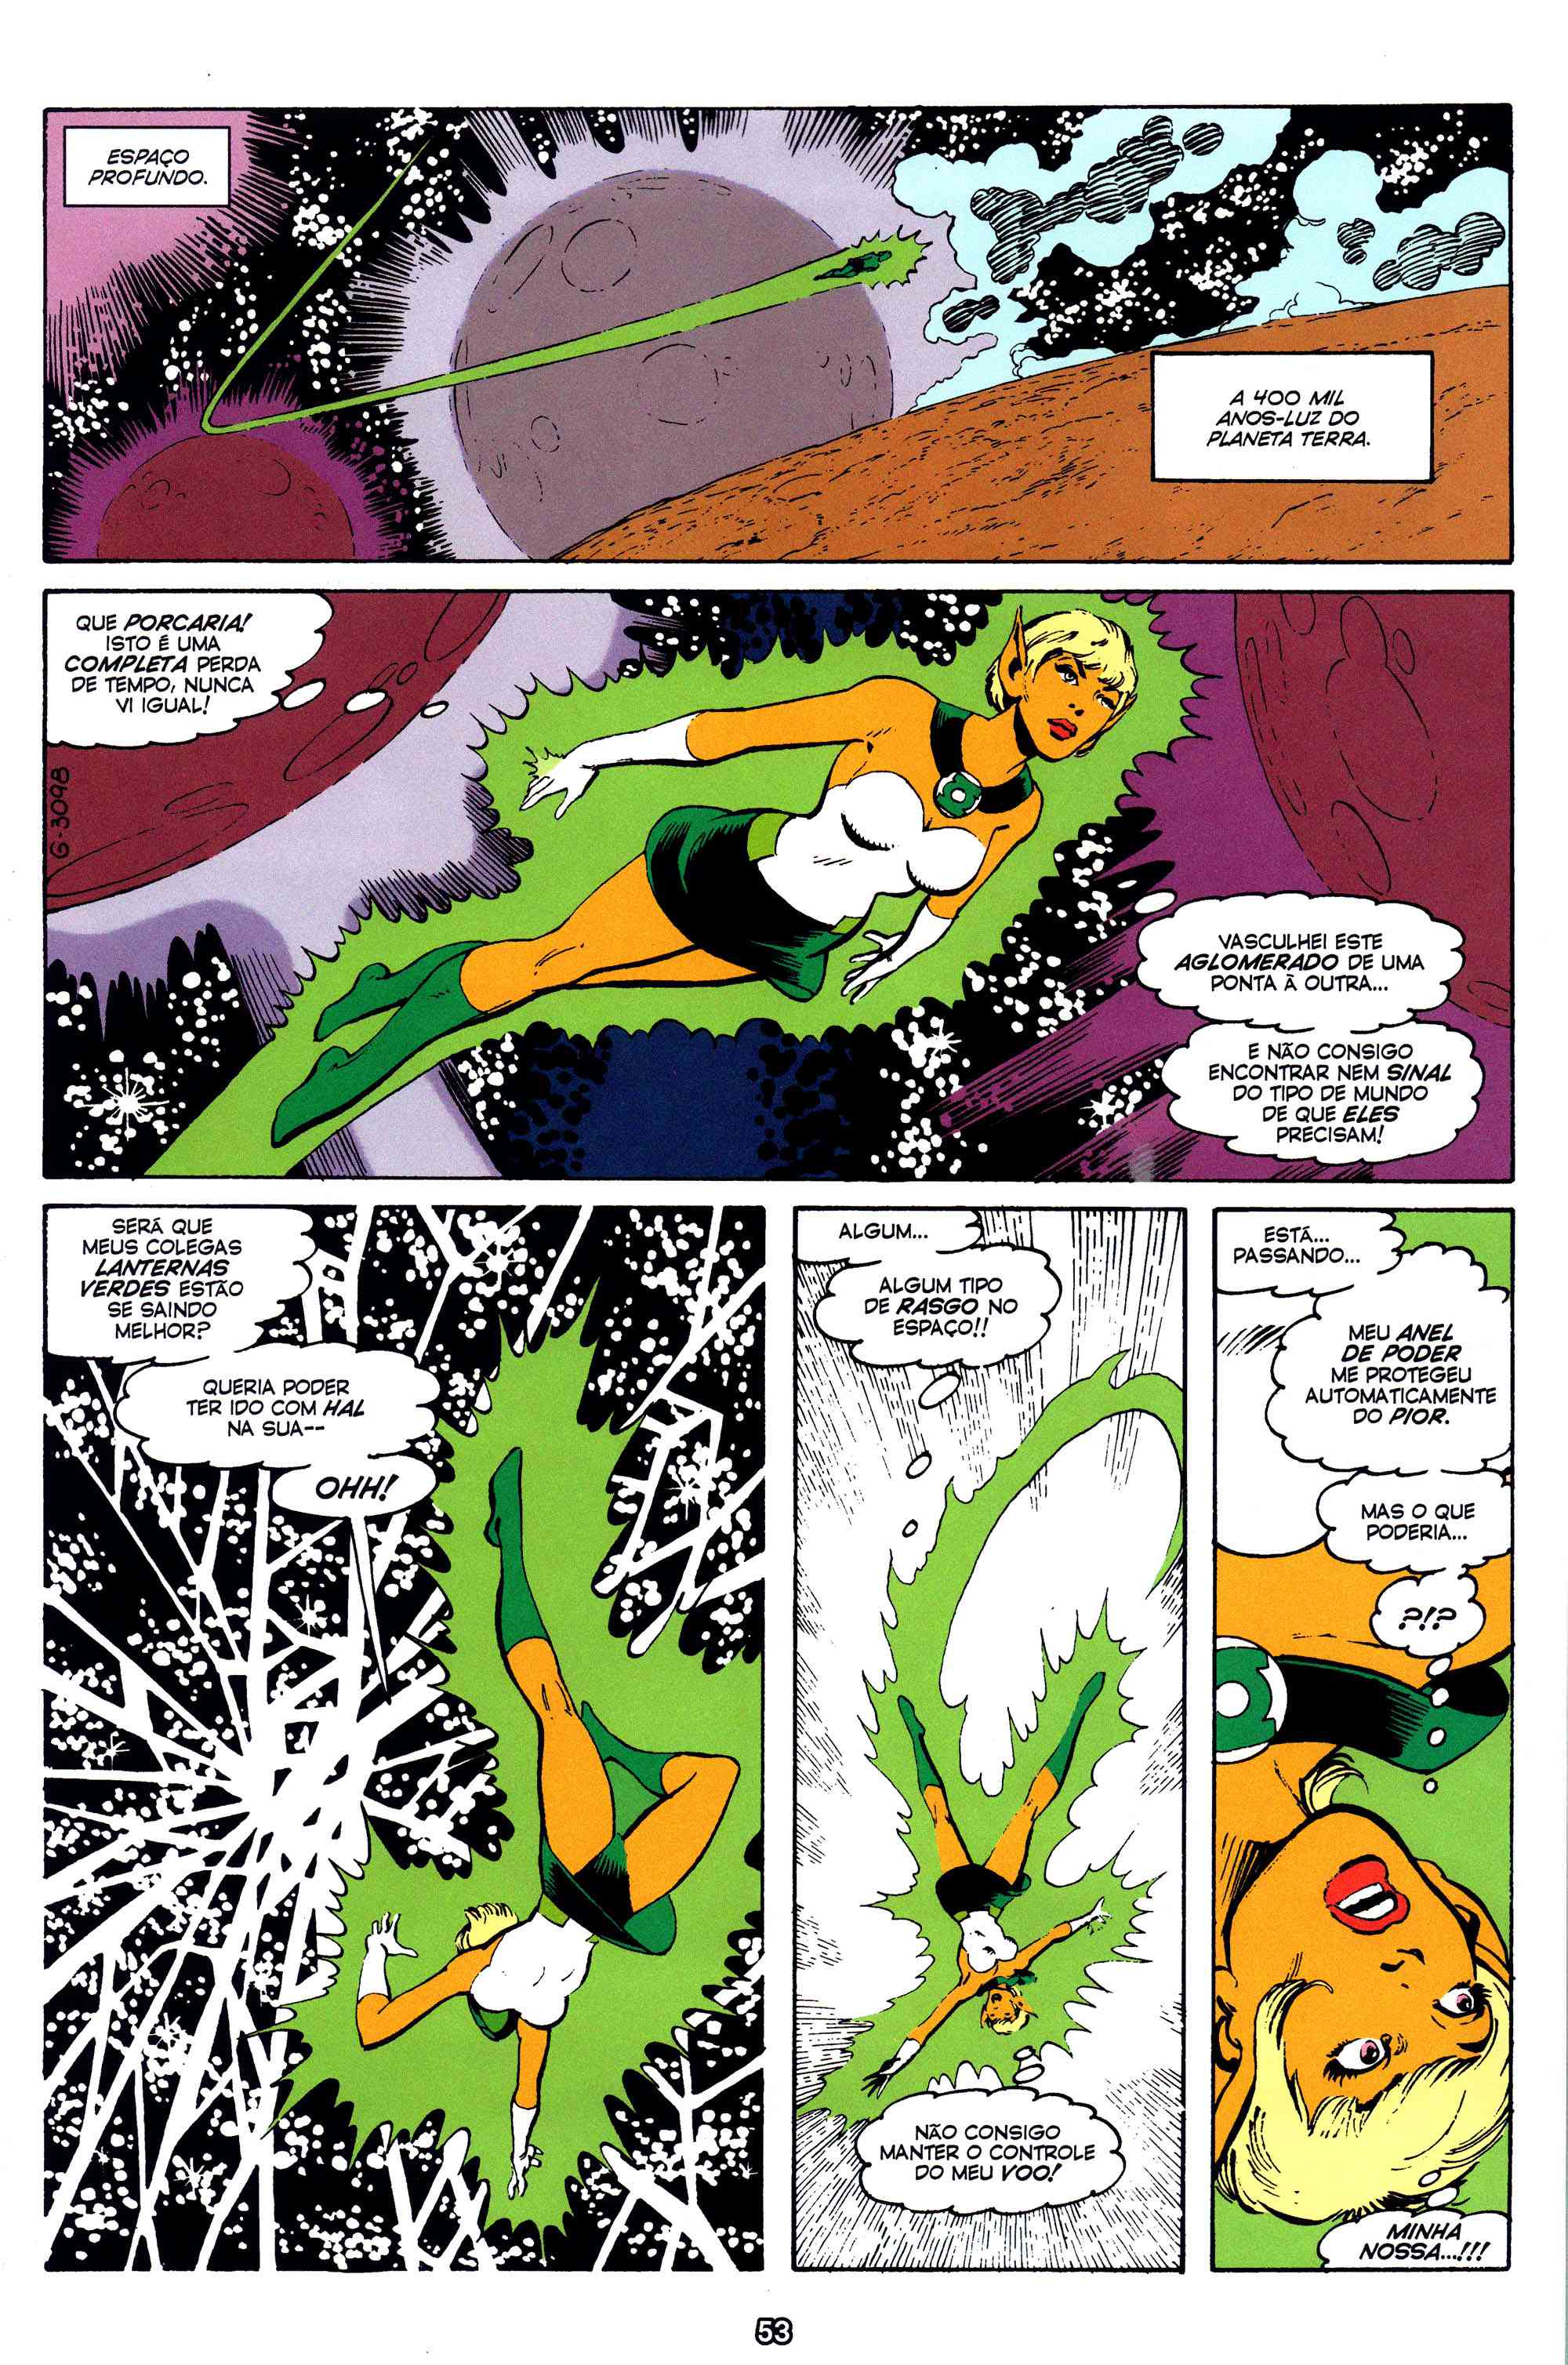 ESPAÇO
PROFUNDO.
A 400 MIL
ANOS-LUZ DO
PLANETA TERRA.
QUE PORCARIA!
ISTO É UMA
COMPLETA PERDA
DE TEMPO, NUNCA
VI IGUAL!
G-3098
VASCULHEI ESTE
AGLOMERADO DE UMA
PONTA À OUTRA...
E NÃO CONSIGO
ENCONTRAR NEM SINAL
DO TIPO DE MUNDO
DE QUE ELES
PRECISAM!
SERÁ QUE
MEUS COLEGAS
LANTERNAS
VERDES ESTÃO
SE SAINDO
MELHOR?
QUERIA PODER
TER IDO COM HAL
NA SUA--
OHH!
ALGUM...
ALGUM TIPO
DE RASGO NO
ESPAÇO!!
NÃO CONSIGO
MANTER O CONTROLE
DO MEU VOO!
ESTÁ...
PASSANDO...
MEU ANEL
DE PODER
ME PROTEGEU
AUTOMATICAMENTE
DO PIOR.
MAS O QUE
PODERIA...
?!?
MINHA
NOSSA...!!!
53